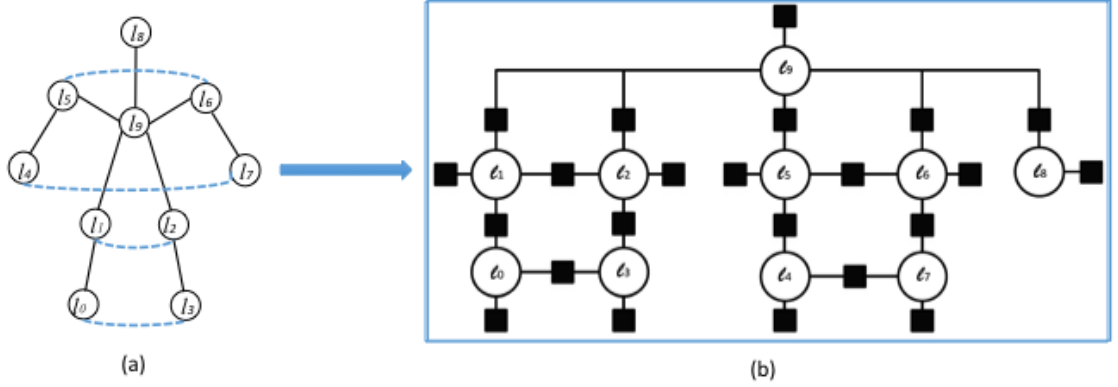 l8
l5 l6
l9
l4 l7
l1 l2
l0 l3
(a)
ℓ9
ℓ1 ℓ2 ℓ5 ℓ6 ℓ8
ℓ0 ℓ3 ℓ4 ℓ7
(b)